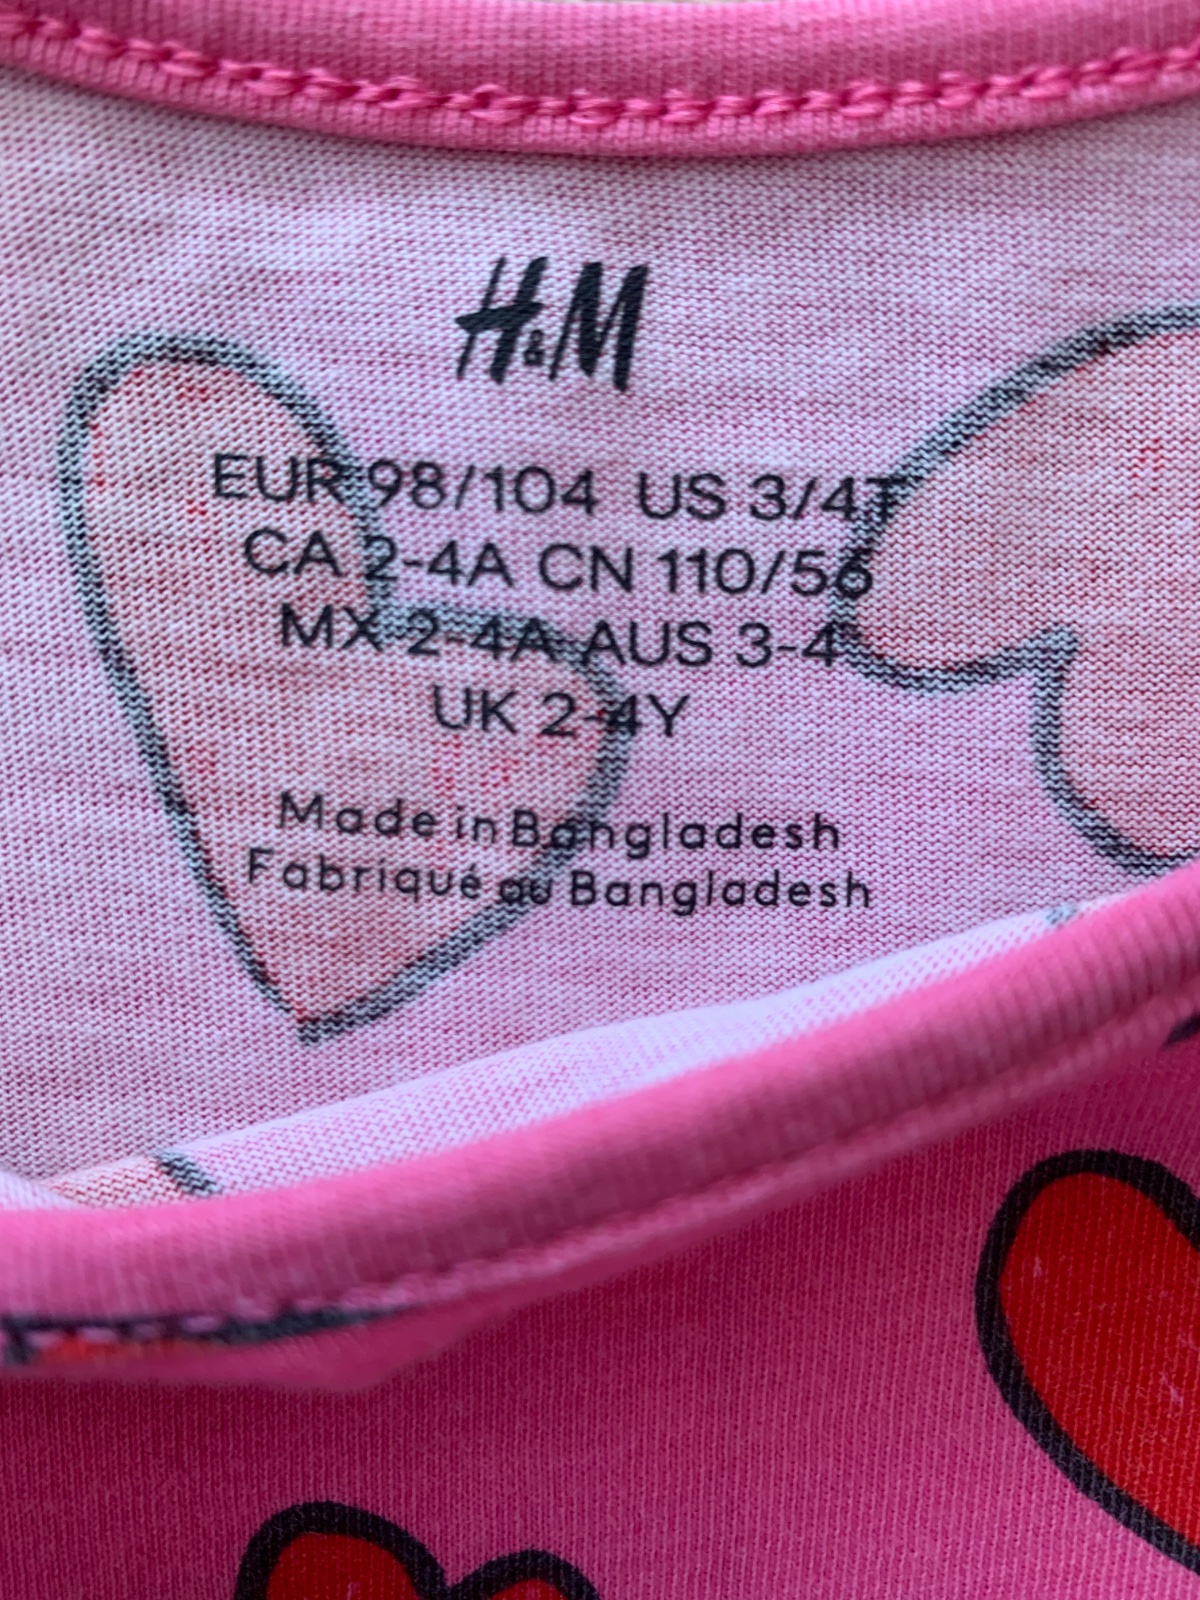 H&M
EUR 98/104 US 3/4T
CA 2-4A CN 110/56
MX 2-4A AUS 3-4
UK 2-4Y
Made in Bangladesh
Fabriqué au Bangladesh